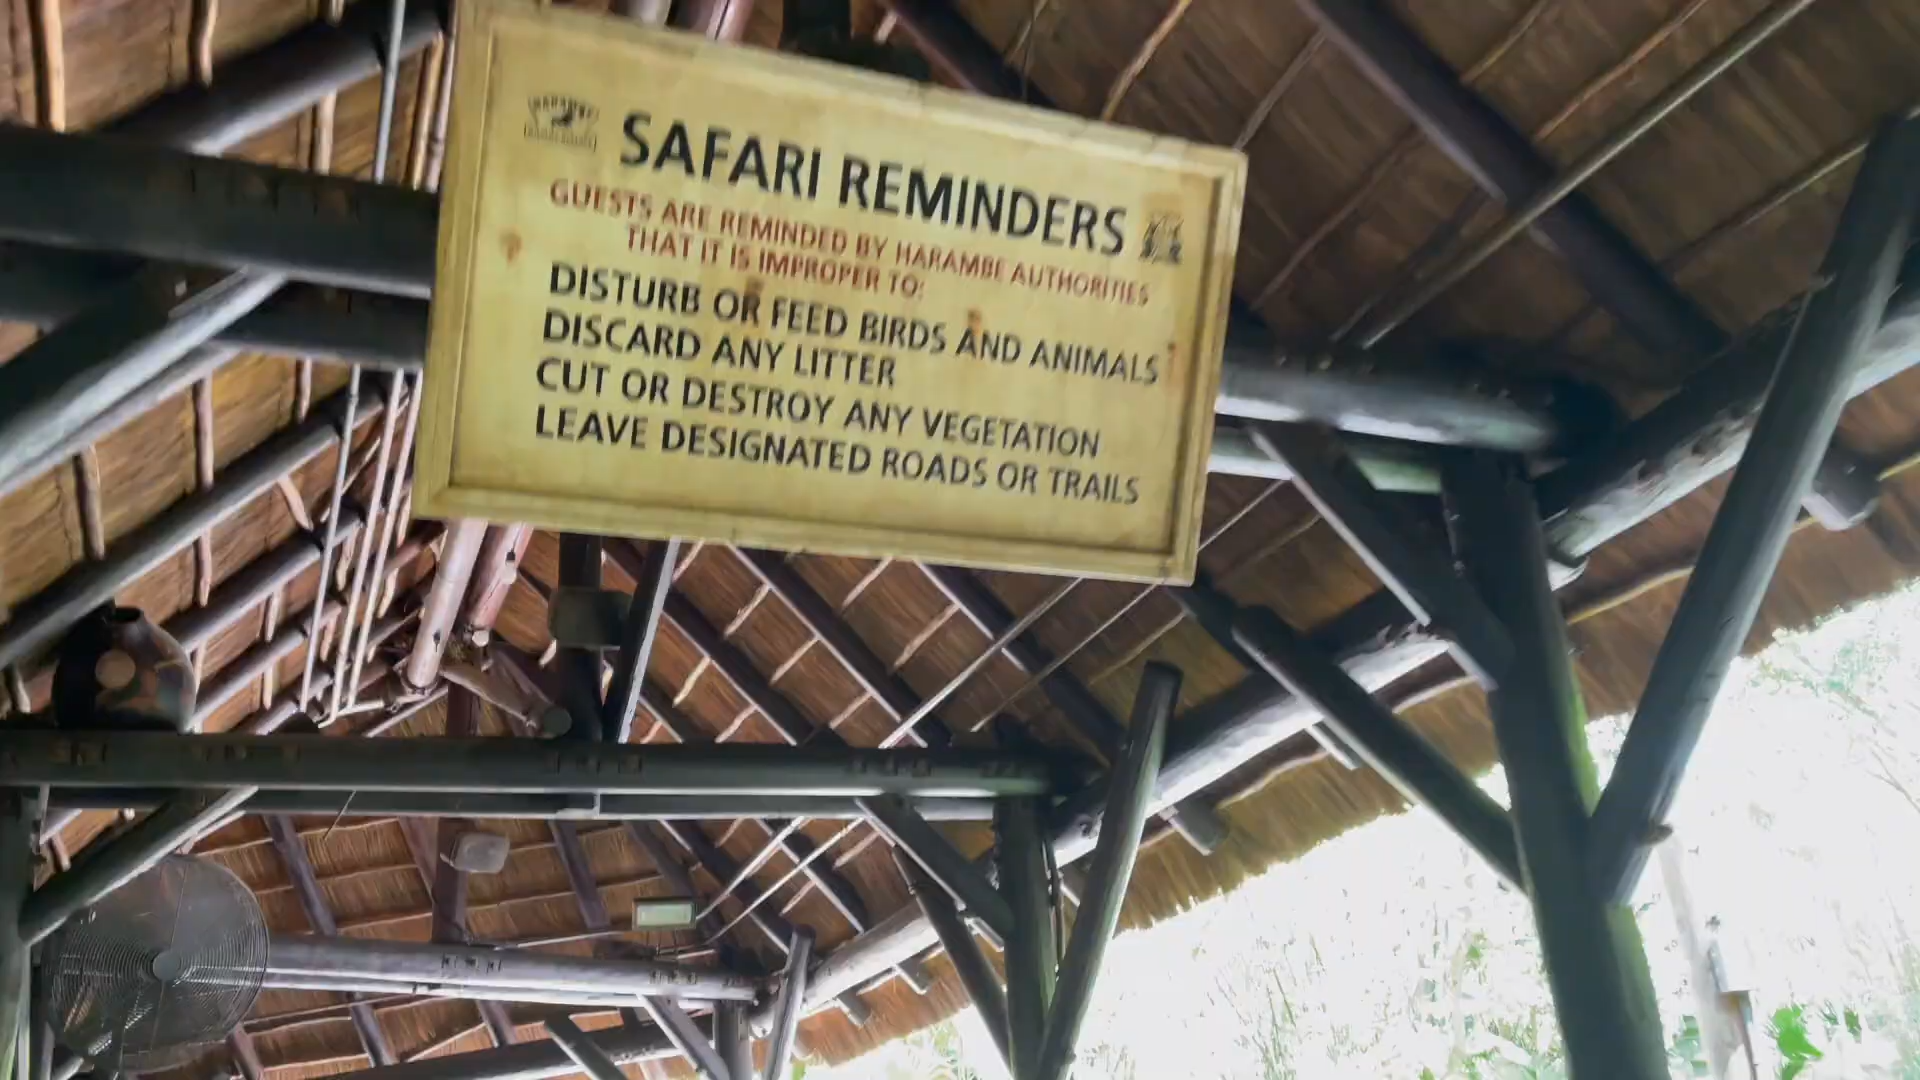 HARAMBE
SAFARI REMINDERS
GUESTS ARE REMINDED BY HARAMBE AUTHORITIES
THAT IT IS IMPROPER TO:
DISTURB OR FEED BIRDS AND ANIMALS
DISCARD ANY LITTER
CUT OR DESTROY ANY VEGETATION
LEAVE DESIGNATED ROADS OR TRAILS